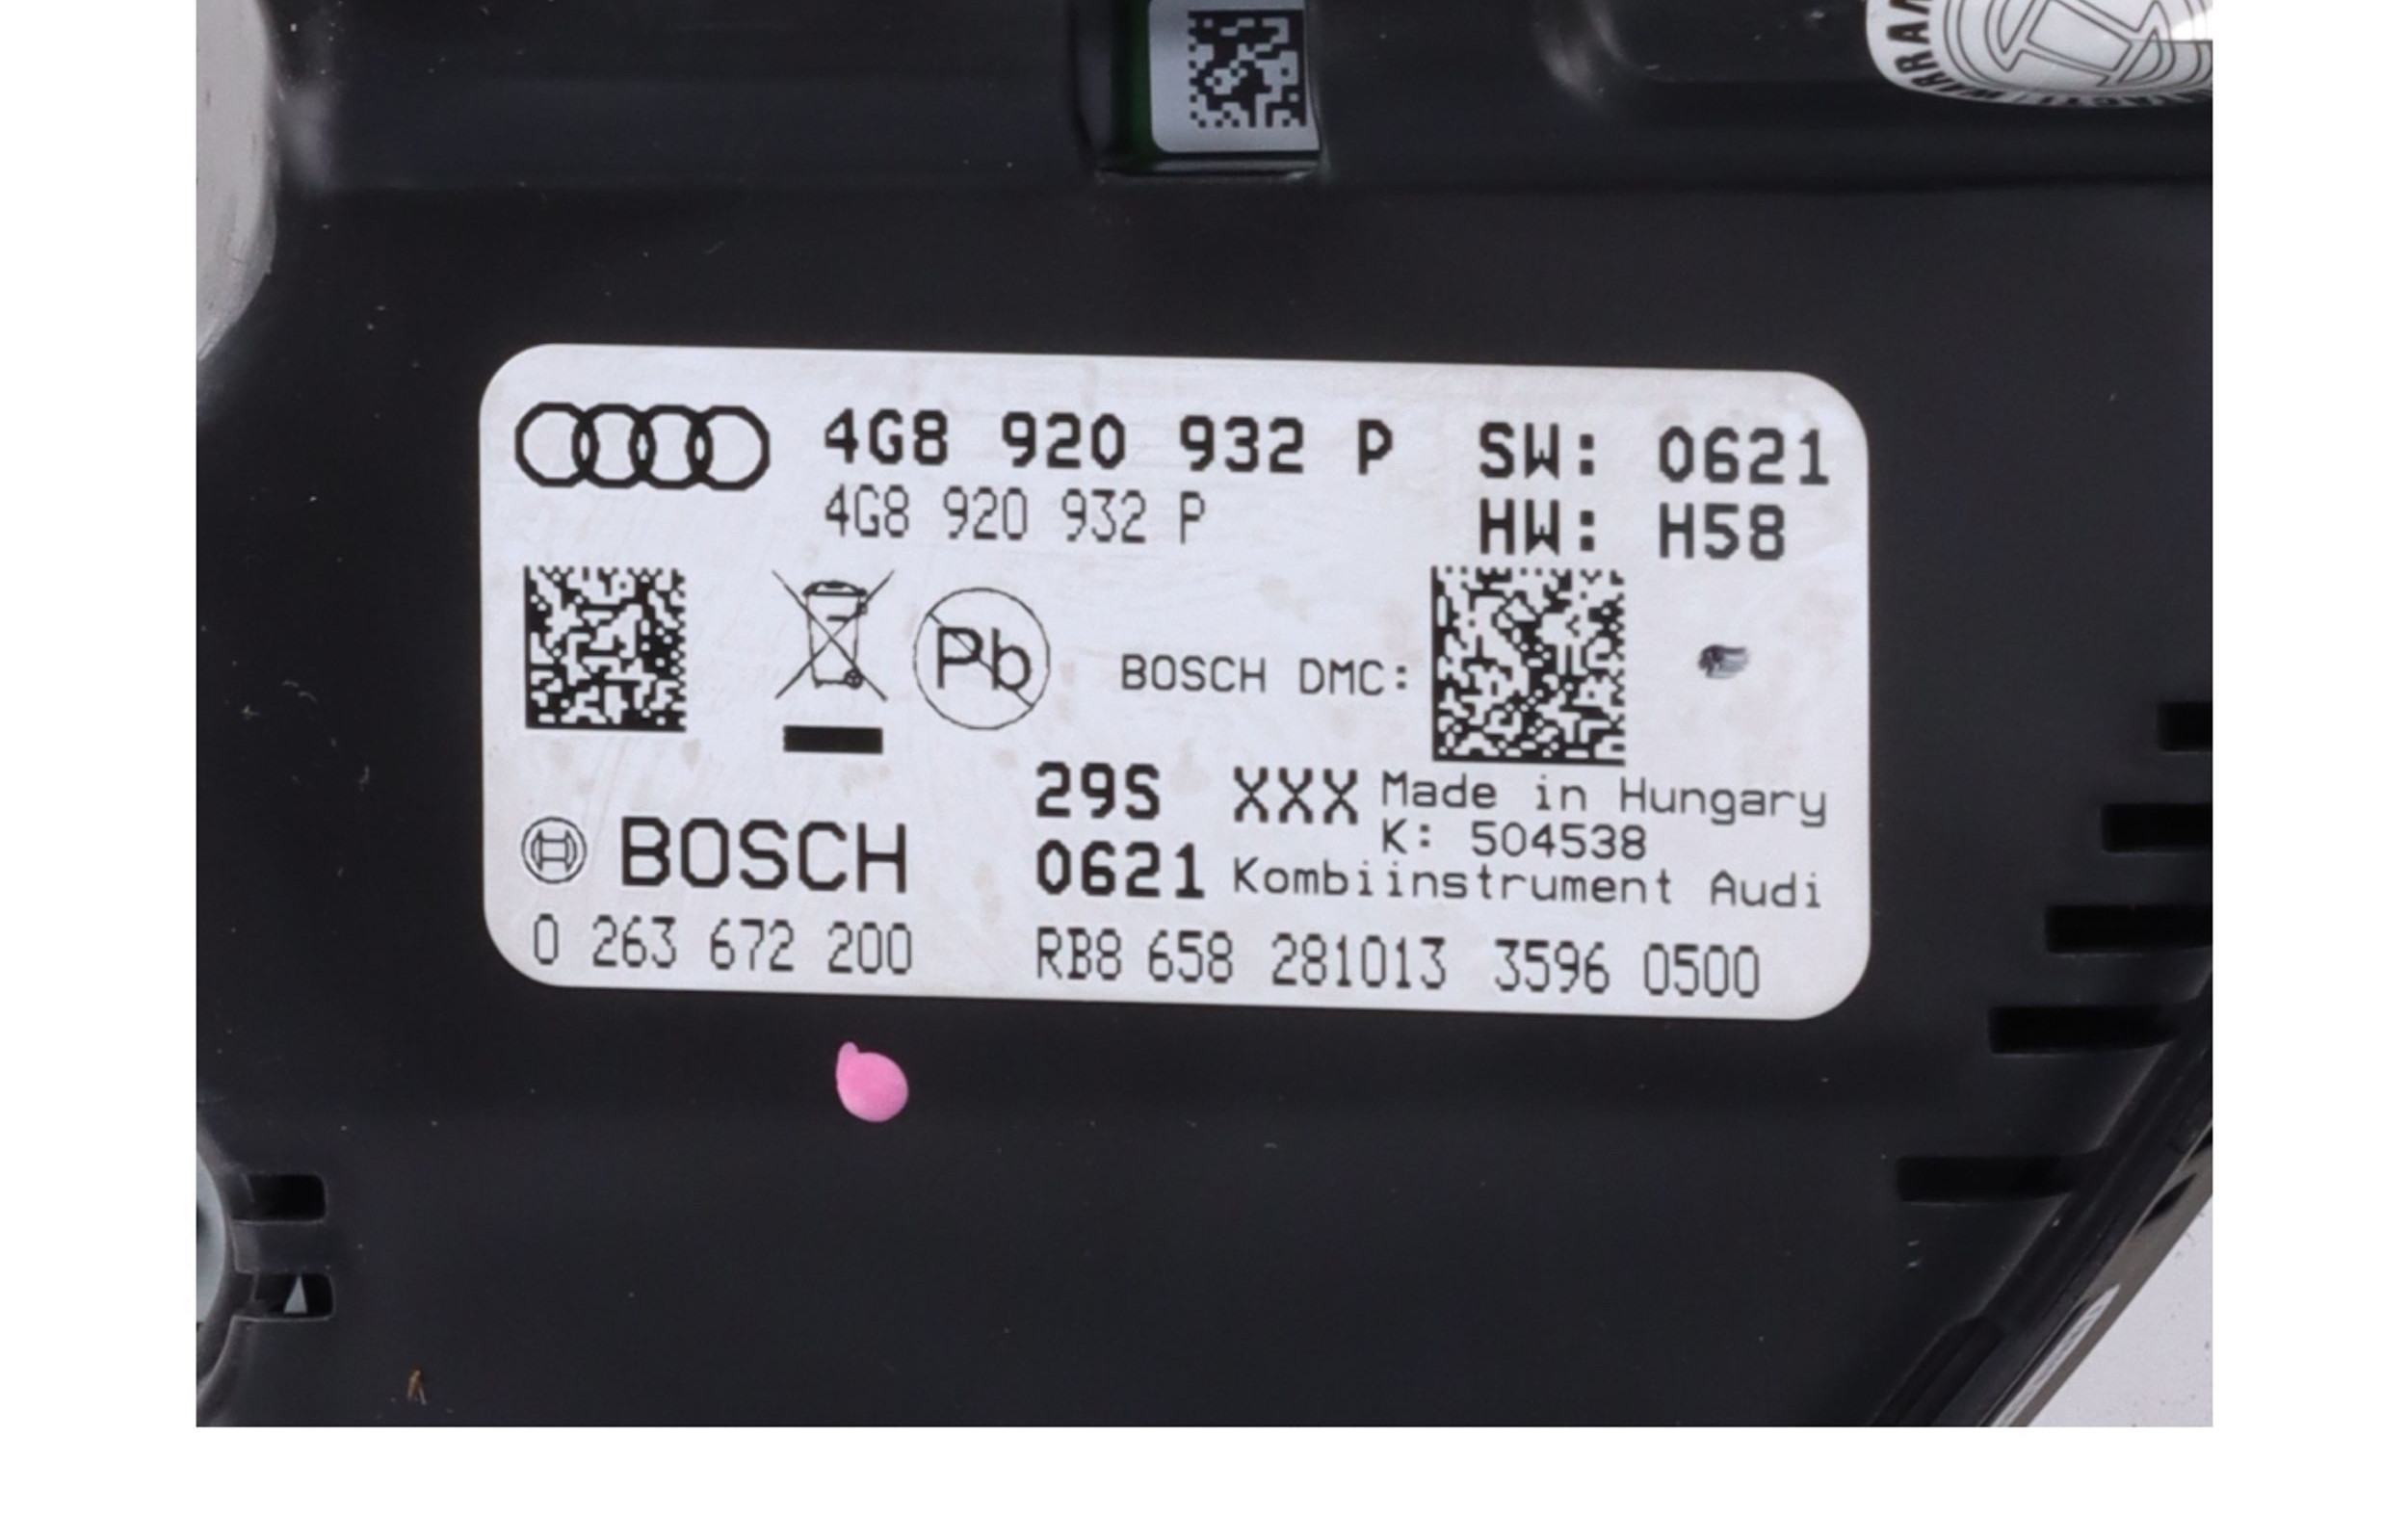 WARRAN
4G8 920 932 P SW: 0621
4G8 920 932 P HW: H58
Pb
BOSCH DMC:
29S XXX Made in Hungary
K: 504538
BOSCH 0621 Kombiinstrument Audi
0 263 672 200 RB8 658 281013 3596 0500